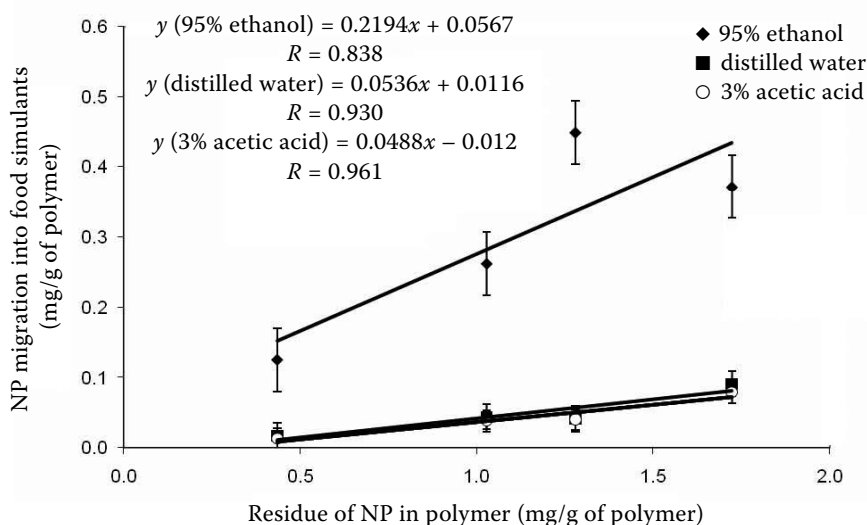 NP migration into food simulants
(mg/g of polymer)
0.6
0.5
0.4
0.3
0.2
0.1
0.0
y (95% ethanol) = 0.2194x + 0.0567
R = 0.838
y (distilled water) = 0.0536x + 0.0116
R = 0.930
y (3% acetic acid) = 0.0488x – 0.012
R = 0.961
95% ethanol
distilled water
3% acetic acid
0.0 0.5 1.0 1.5 2.0
Residue of NP in polymer (mg/g of polymer)